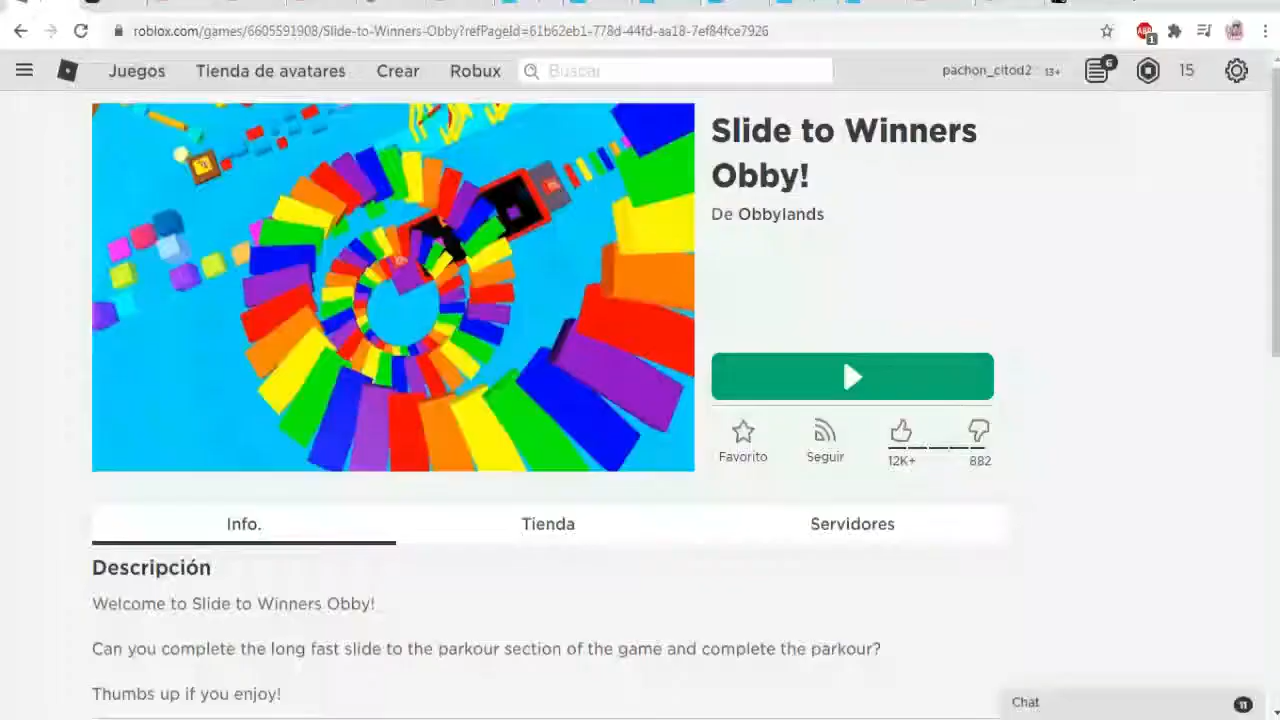 roblox.com/games/6605591908/Slide-to-Winners-Obby?refPageId=61b62eb1-778d-44fd-aa18-7ef84fce7926
1
Juegos Tienda de avatares Crear Robux Buscar pachon_citod2 13+ 6 15
Slide to Winners
Obby!
De Obbylands
Favorito Seguir 12K+ 882
Info. Tienda Servidores
Descripción
Welcome to Slide to Winners Obby!
Can you complete the long fast slide to the parkour section of the game and complete the parkour?
Thumbs up if you enjoy!
Chat 11